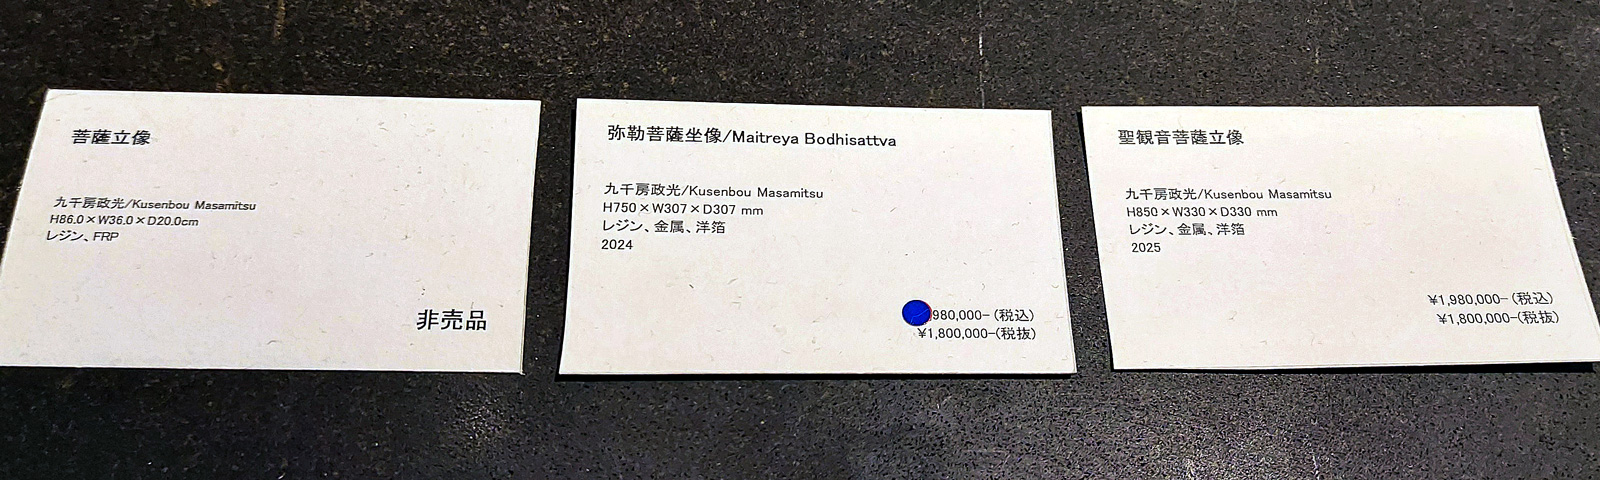 菩薩立像
九千房政光/Kusenbou Masamitsu
H86.0×W36.0×D20.0cm
レジン、FRP
非売品
弥勒菩薩坐像/Maitreya Bodhisattva
九千房政光/Kusenbou Masamitsu
H750×W307×D307 mm
レジン、金属、洋箔
2024
980,000-(税込)
¥1,800,000-(税抜)
聖観音菩薩立像
九千房政光/Kusenbou Masamitsu
H850×W330×D330 mm
レジン、金属、洋箔
2025
¥1,980,000-(税込)
¥1,800,000-(税抜)